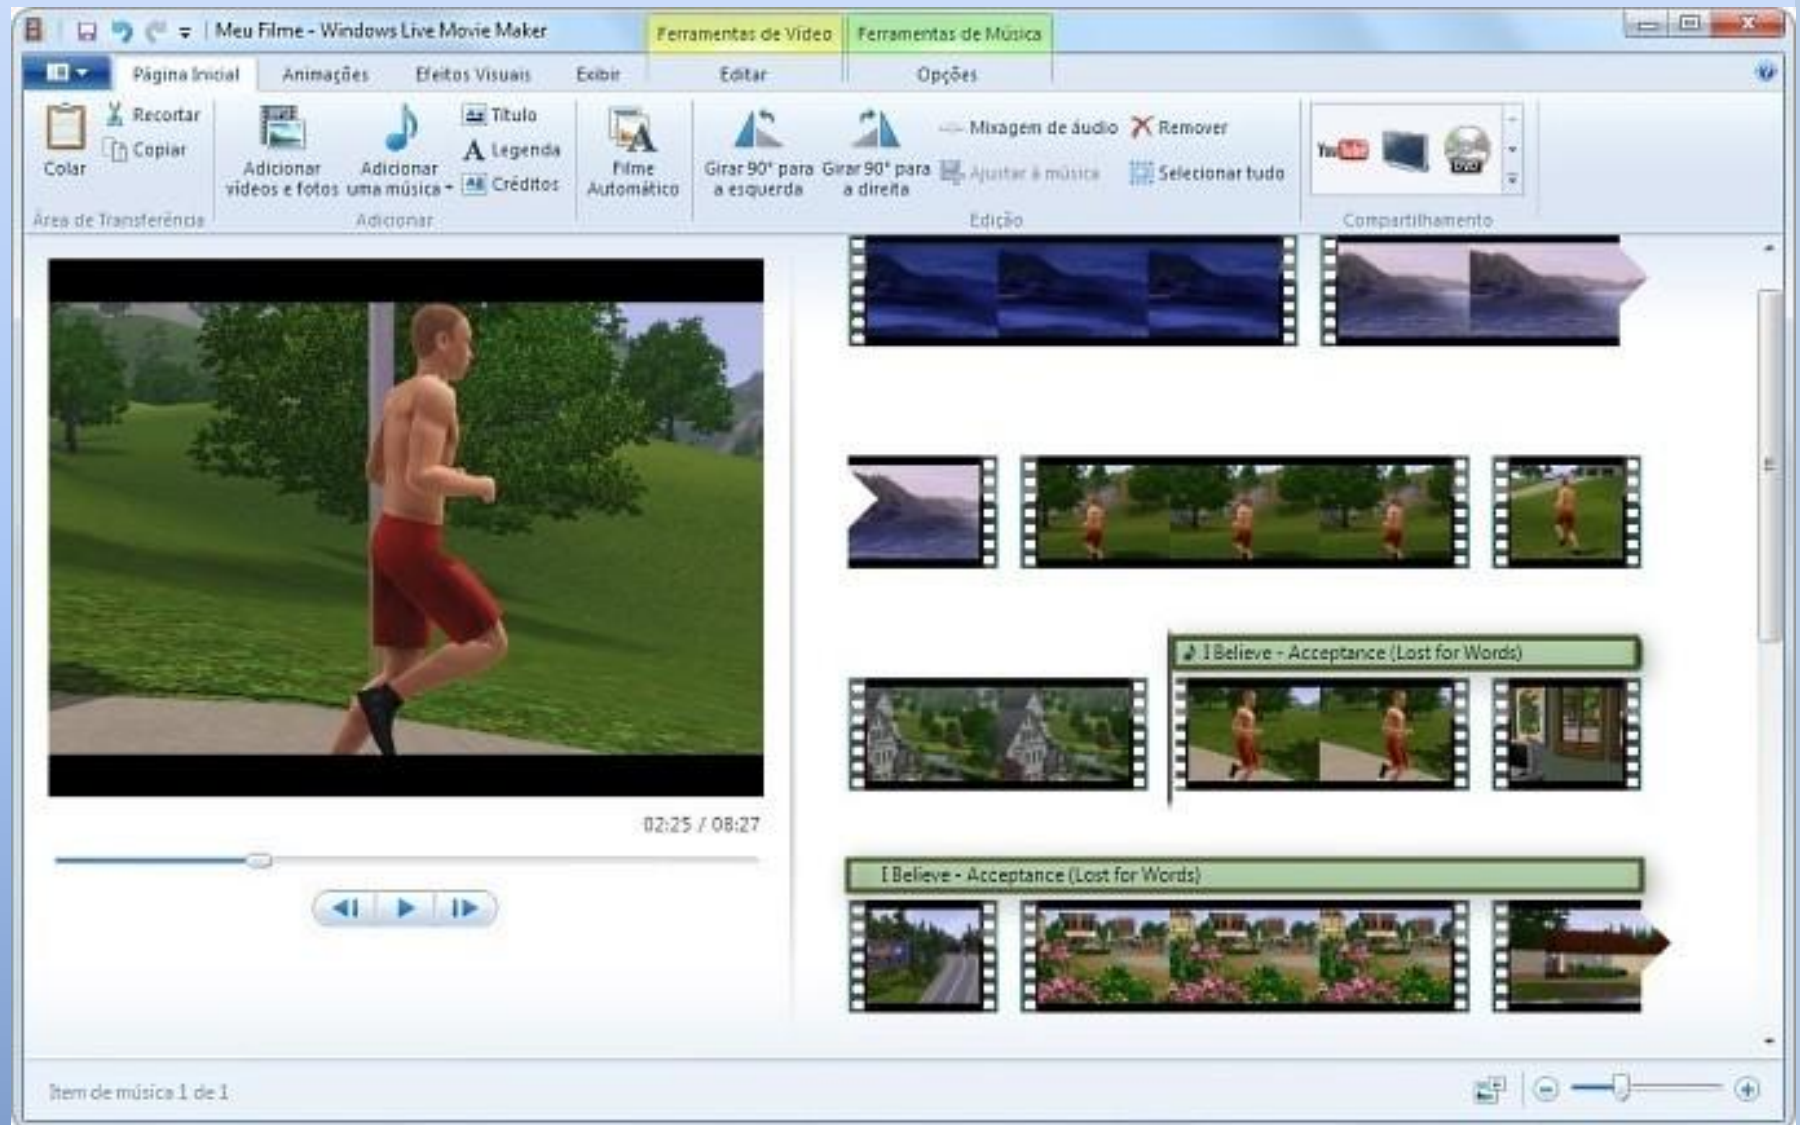 Meu Filme - Windows Live Movie Maker
Ferramentas de Vídeo
Ferramentas de Música
Página Inicial
Animações
Efeitos Visuais
Exibir
Editar
Opções
Colar
Recortar
Copiar
Área de Transferência
Adicionar
vídeos e fotos
Adicionar
uma música
Título
Legenda
Créditos
Adicionar
Filme
Automático
Girar 90° para
a esquerda
Girar 90° para
a direita
Mixagem de áudio
Ajustar à música
Remover
Selecionar tudo
Edição
YouTube
DVD
Compartilhamento
02:25 / 08:27
I Believe - Acceptance (Lost for Words)
I Believe - Acceptance (Lost for Words)
Item de música 1 de 1